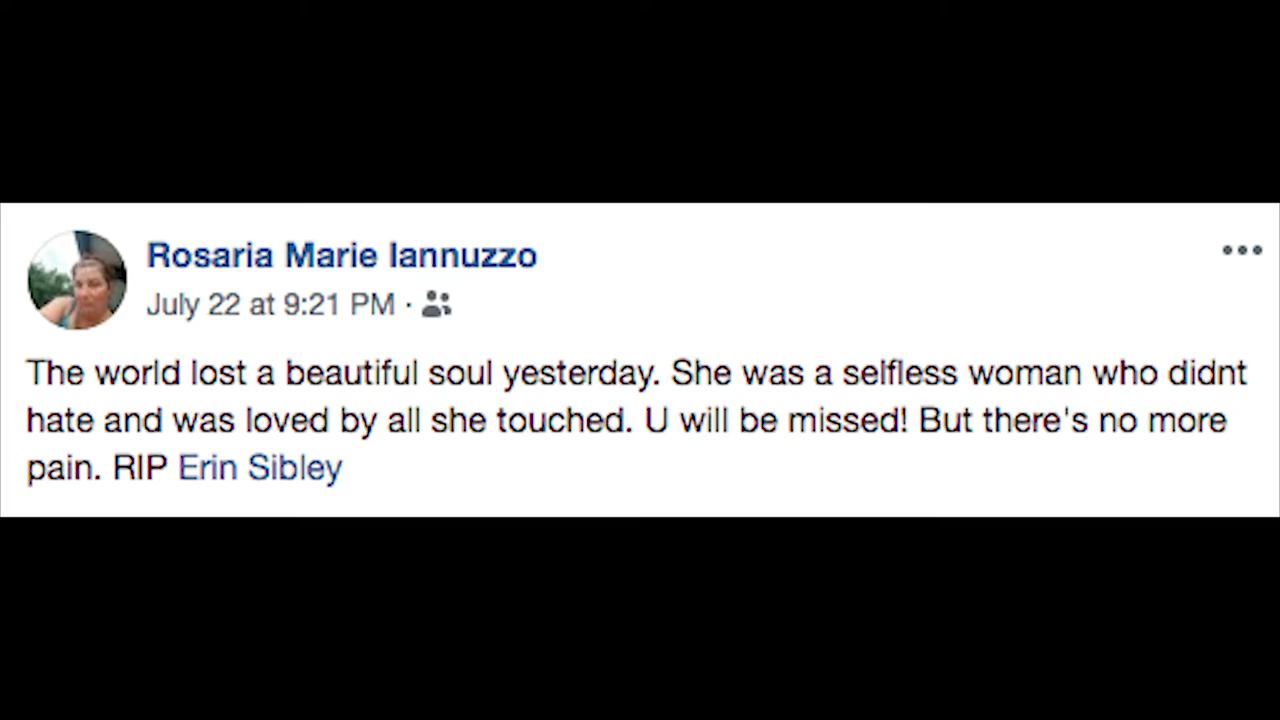 Rosaria Marie Iannuzzo
July 22 at 9:21 PM ·
The world lost a beautiful soul yesterday. She was a selfless woman who didnt
hate and was loved by all she touched. U will be missed! But there's no more
pain. RIP Erin Sibley